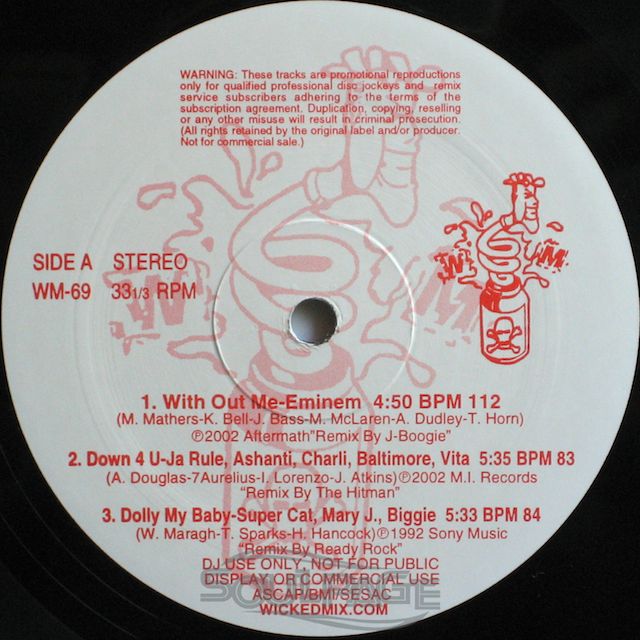 WARNING: These tracks are promotional reproductions
only for qualified professional disc jockeys and remix
service subscribers adhering to the terms of the
subscription agreement. Duplication, copying, reselling
or any other misuse will result in criminal prosecution.
(All rights retained by the original label and/or producer.
Not for commercial sale.)
SIDE A STEREO
WM-69 33 1/3 RPM
W M
W M
1. With Out Me-Eminem 4:50 BPM 112
(M. Mathers-K. Bell-J. Bass-M. McLaren-A. Dudley-T. Horn)
℗2002 Aftermath"Remix By J-Boogie"
2. Down 4 U-Ja Rule, Ashanti, Charli, Baltimore, Vita 5:35 BPM 83
(A. Douglas-7Aurelius-I. Lorenzo-J. Atkins)℗2002 M.I. Records
"Remix By The Hitman"
3. Dolly My Baby-Super Cat, Mary J., Biggie 5:33 BPM 84
(W. Maragh-T. Sparks-H. Hancock)℗1992 Sony Music
"Remix By Ready Rock"
DJ USE ONLY, NOT FOR PUBLIC
DISPLAY OR COMMERCIAL USE
ASCAP/BMI/SESAC
WICKEDMIX.COM